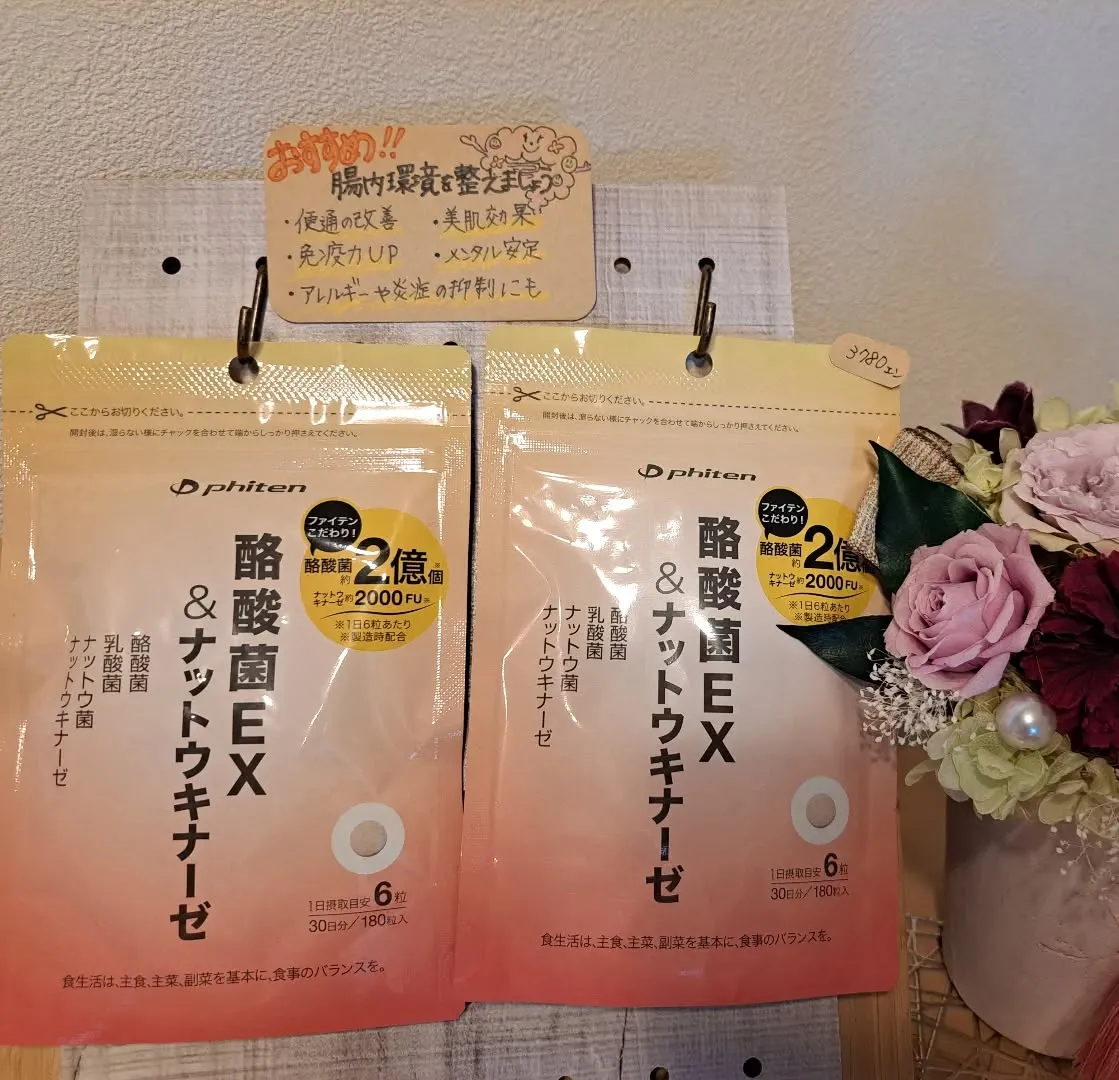 おすすめ!!
腸内環境を整えましょう
・便通の改善
・美肌効果
・免疫力UP
・メンタル安定
・アレルギーや炎症の抑制にも
ここからお切りください。
開封後は、湿らない様にチャックを合わせて端からしっかり押さえてください。
phiten
ファイテン
こだわり!
酪酸菌約2億個※
ナットウキナーゼ約2000FU※
※1日6粒あたり
※製造時配合
酪酸菌EX
&ナットウキナーゼ
酪酸菌
乳酸菌
ナットウ菌
ナットウキナーゼ
1日摂取目安6粒
30日分/180粒入
食生活は、主食、主菜、副菜を基本に、食事のバランスを。
3780エン
ここからお切りください。
開封後は、湿らない様にチャックを合わせて端からしっかり押さえてください。
phiten
ファイテン
こだわり!
酪酸菌約2億個
ナットウキナーゼ約2000FU※
※1日6粒あたり
※製造時配合
酪酸菌EX
&ナットウキナーゼ
酪酸菌
乳酸菌
ナットウ菌
ナットウキナーゼ
1日摂取目安6粒
30日分/180粒入
食生活は、主食、主菜、副菜を基本に、食事のバランスを。